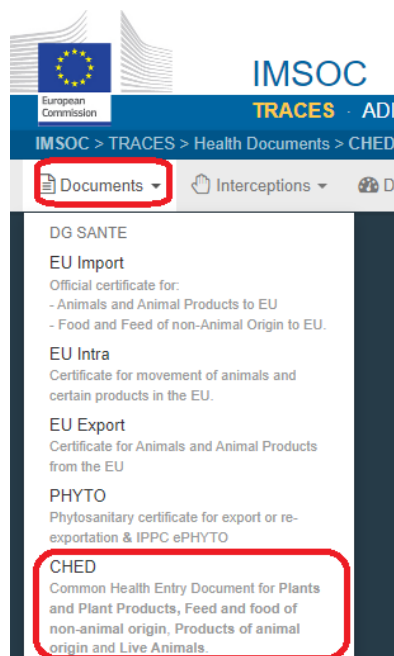 European
Commission
IMSOC
TRACES · AD
IMSOC > TRACES > Health Documents > CHED
Documents
Interceptions
D
DG SANTE
EU Import
Official certificate for:
- Animals and Animal Products to EU
- Food and Feed of non-Animal Origin to EU.
EU Intra
Certificate for movement of animals and
certain products in the EU.
EU Export
Certificate for Animals and Animal Products
from the EU
PHYTO
Phytosanitary certificate for export or re-
exportation & IPPC ePHYTO
CHED
Common Health Entry Document for Plants
and Plant Products, Feed and food of
non-animal origin, Products of animal
origin and Live Animals.